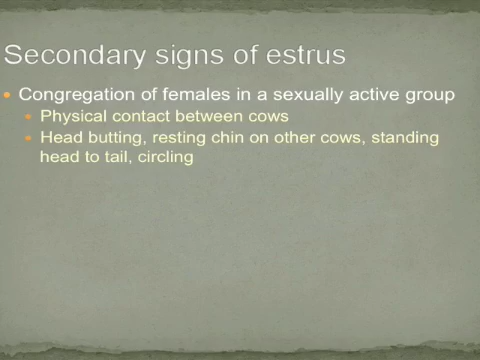 Secondary signs of estrus
Congregation of females in a sexually active group
Physical contact between cows
Head butting, resting chin on other cows, standing
head to tail, circling